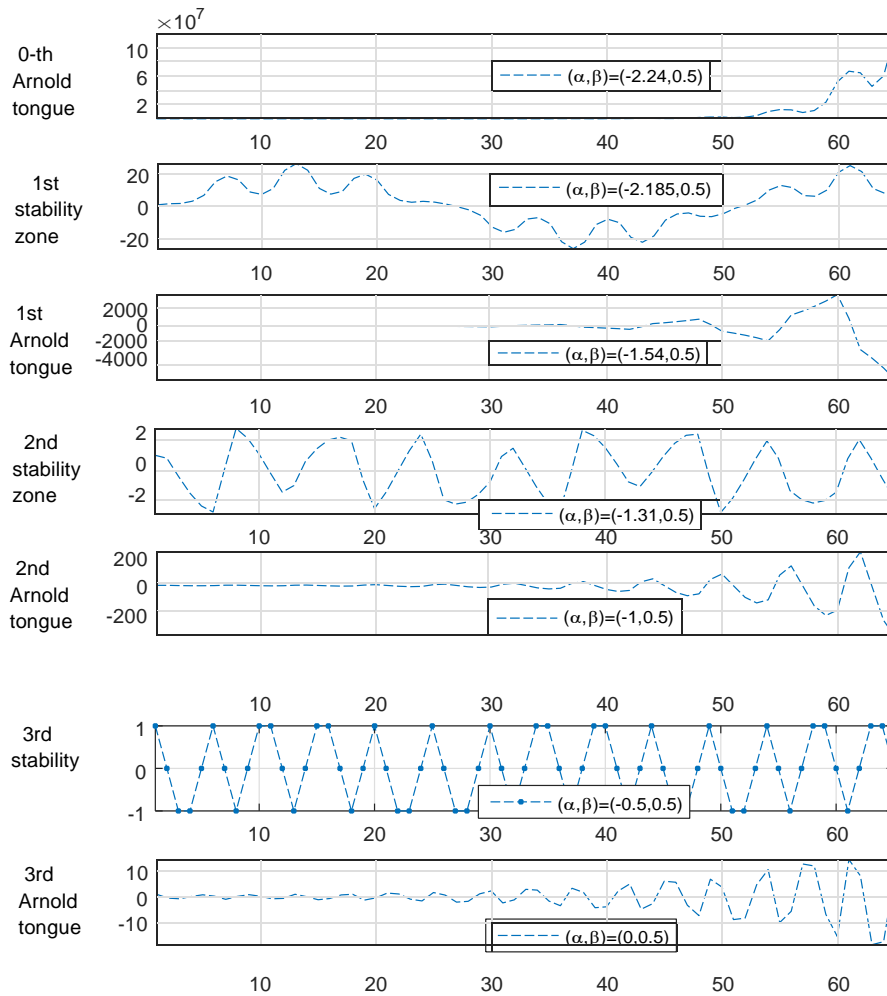 ×10⁷
0-th
Arnold
tongue
10
6
2
(α,β)=(-2.24,0.5)
10 20 30 40 50 60
1st
stability
zone
20
0
-20
(α,β)=(-2.185,0.5)
10 20 30 40 50 60
1st
Arnold
tongue
2000
0
-2000
-4000
(α,β)=(-1.54,0.5)
10 20 30 40 50 60
2nd
stability
zone
2
0
-2
(α,β)=(-1.31,0.5)
10 20 30 40 50 60
2nd
Arnold
tongue
200
0
-200
(α,β)=(-1,0.5)
10 20 30 40 50 60
3rd
stability
1
0
-1
(α,β)=(-0.5,0.5)
10 20 30 40 50 60
3rd
Arnold
tongue
10
0
-10
(α,β)=(0,0.5)
10 20 30 40 50 60